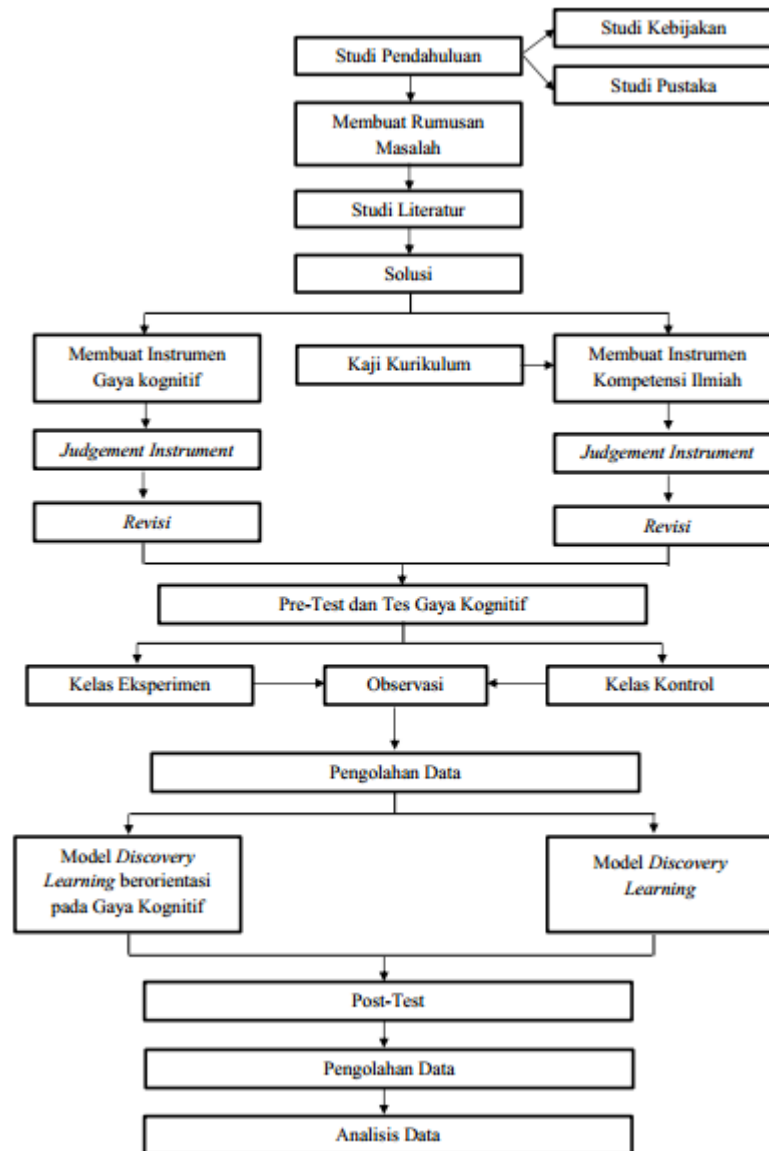 Studi Kebijakan
Studi Pendahuluan
Studi Pustaka
Membuat Rumusan
Masalah
Studi Literatur
Solusi
Membuat Instrumen
Gaya kognitif
Kaji Kurikulum
Membuat Instrumen
Kompetensi Ilmiah
Judgement Instrument
Judgement Instrument
Revisi
Revisi
Pre-Test dan Tes Gaya Kognitif
Kelas Eksperimen
Observasi
Kelas Kontrol
Pengolahan Data
Model Discovery
Learning berorientasi
pada Gaya Kognitif
Model Discovery
Learning
Post-Test
Pengolahan Data
Analisis Data